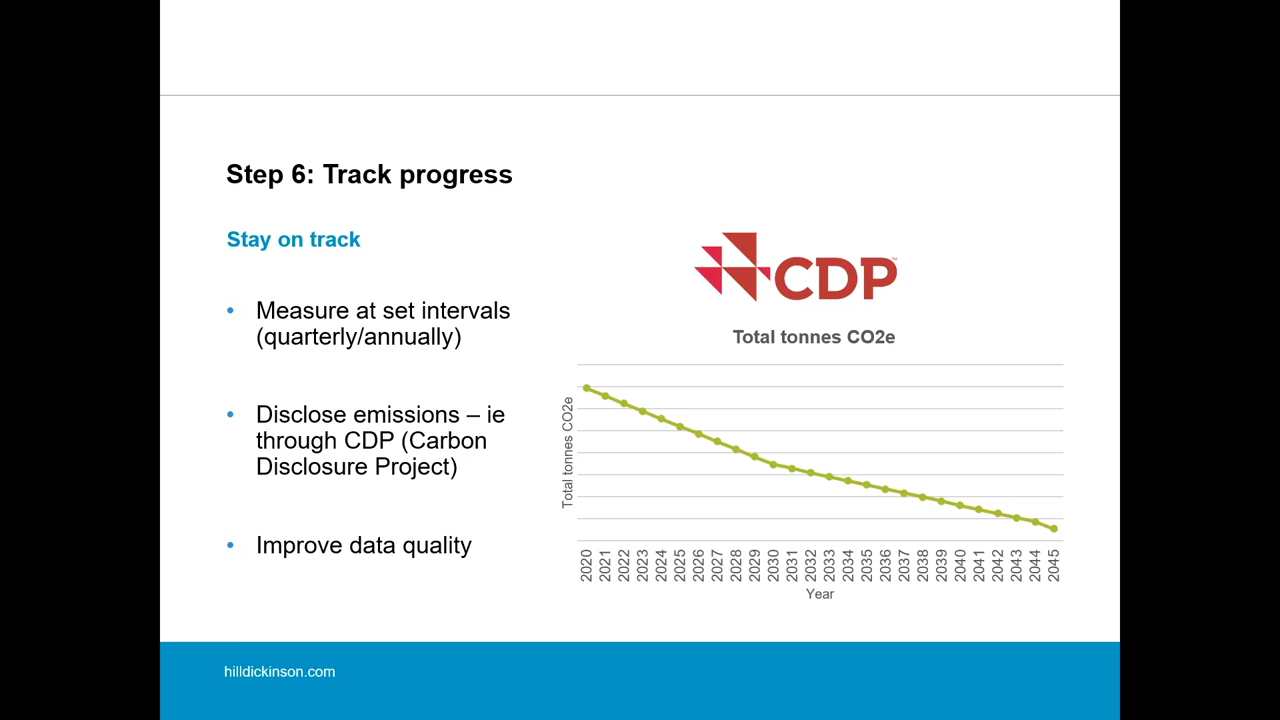 Step 6: Track progress
Stay on track
• Measure at set intervals
(quarterly/annually)
• Disclose emissions – ie
through CDP (Carbon
Disclosure Project)
• Improve data quality
CDP™
Total tonnes CO2e
Total tonnes CO2e
2020 2021 2022 2023 2024 2025 2026 2027 2028 2029 2030 2031 2032 2033 2034 2035 2036 2037 2038 2039 2040 2041 2042 2043 2044 2045
Year
hilldickinson.com